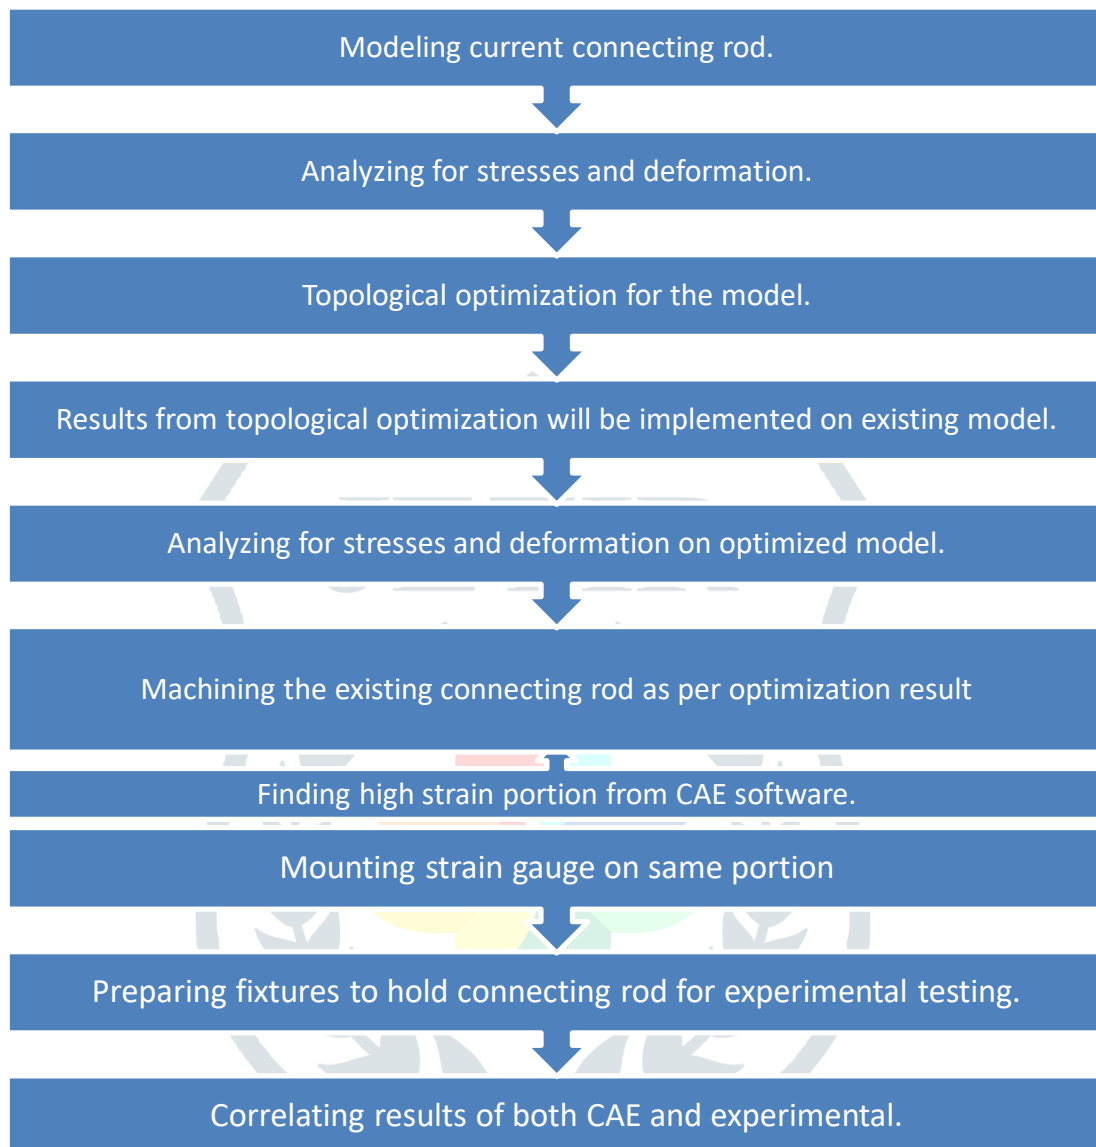 Modeling current connecting rod.
Analyzing for stresses and deformation.
Topological optimization for the model.
Results from topological optimization will be implemented on existing model.
Analyzing for stresses and deformation on optimized model.
Machining the existing connecting rod as per optimization result
Finding high strain portion from CAE software.
Mounting strain gauge on same portion
Preparing fixtures to hold connecting rod for experimental testing.
Correlating results of both CAE and experimental.